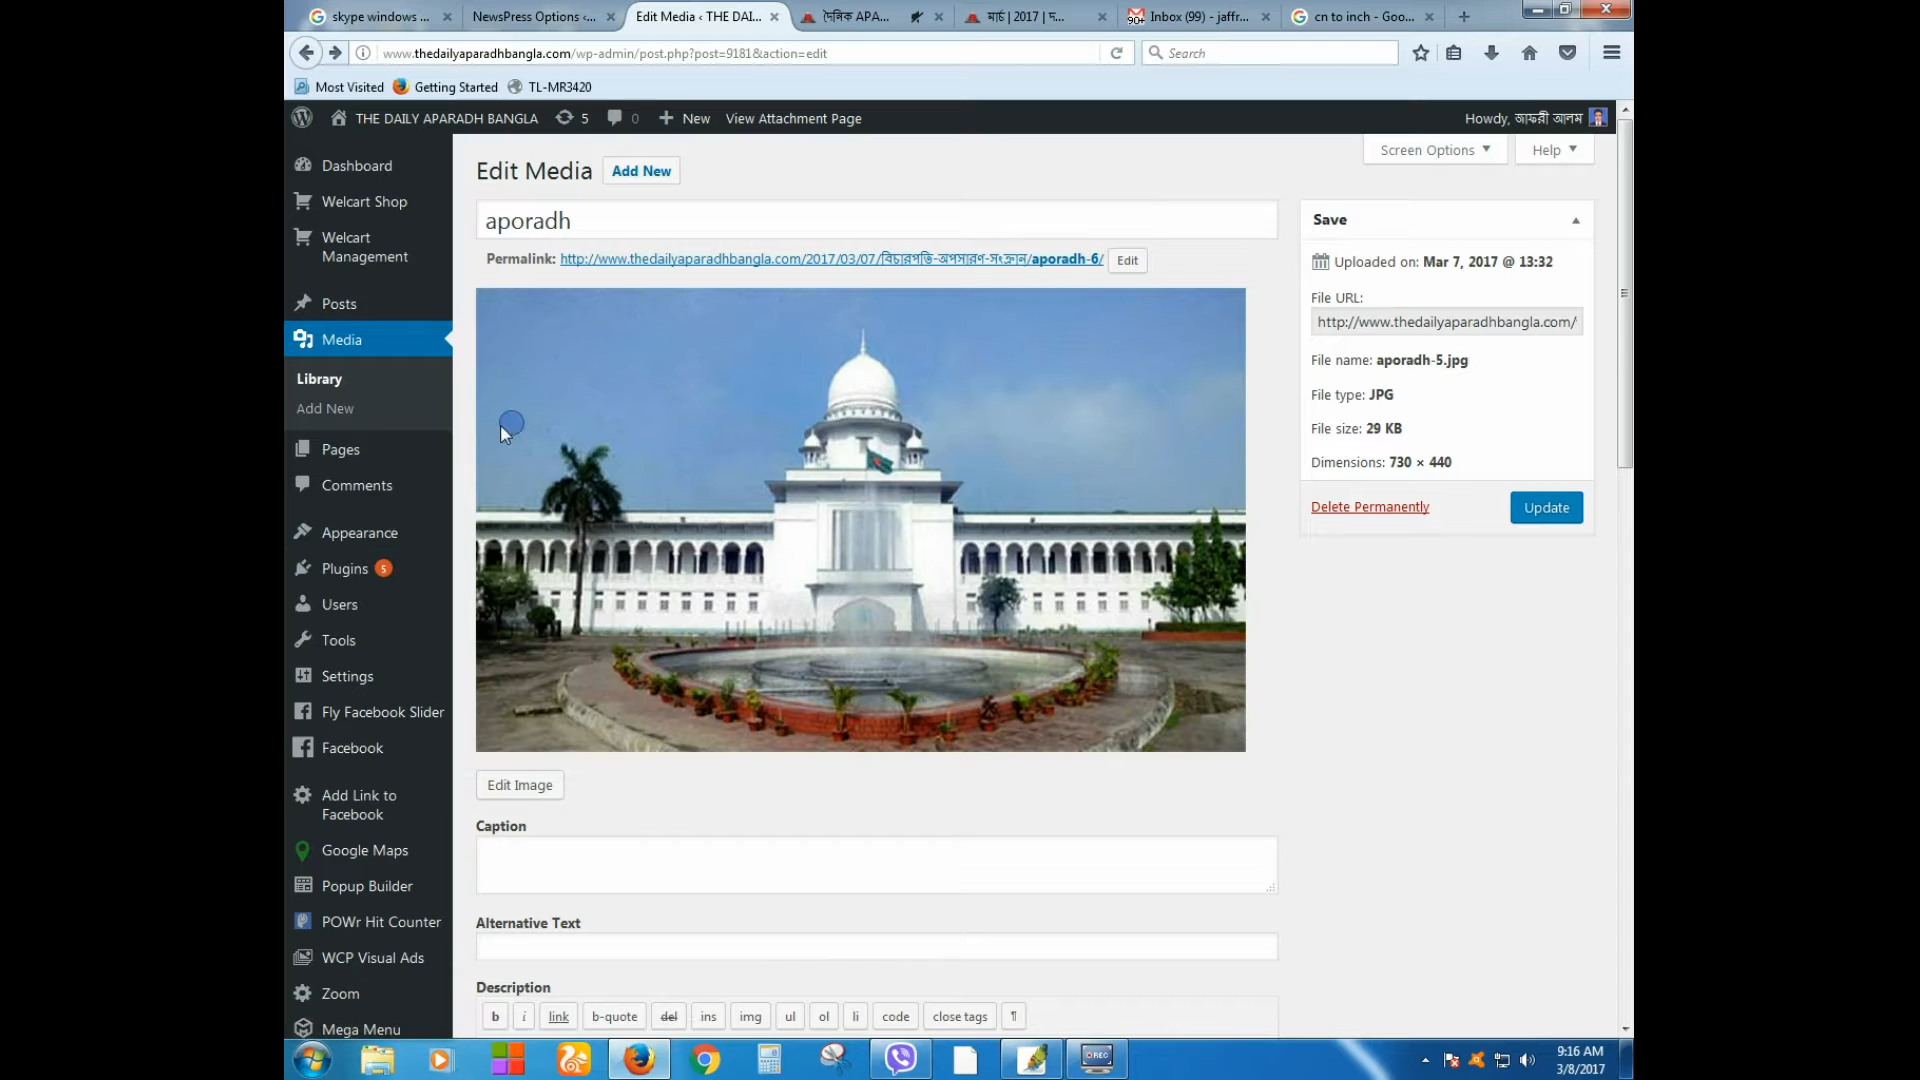 skype windows ...
NewsPress Options ‹...
Edit Media ‹ THE DAI...
দৈনিক APA...
মার্চ | 2017 | দ...
Inbox (99) - jaffr...
cn to inch - Goo...
www.thedailyaparadhbangla.com/wp-admin/post.php?post=9181&action=edit
Search
Most Visited
Getting Started
TL-MR3420
THE DAILY APARADH BANGLA
5
0
New
View Attachment Page
Howdy, জাফরী আলম
Screen Options
Help
Dashboard
Welcart Shop
Welcart
Management
Posts
Media
Library
Add New
Pages
Comments
Appearance
Plugins 5
Users
Tools
Settings
Fly Facebook Slider
Facebook
Add Link to
Facebook
Google Maps
Popup Builder
POWr Hit Counter
WCP Visual Ads
Zoom
Mega Menu
Edit Media
Add New
aporadh
Permalink: http://www.thedailyaparadhbangla.com/2017/03/07/বিচারপতি-অপসারণ-সংক্রান/aporadh-6/ Edit
Edit Image
Caption
Alternative Text
Description
b i link b-quote del ins img ul ol li code close tags ¶
Save
Uploaded on: Mar 7, 2017 @ 13:32
File URL:
http://www.thedailyaparadhbangla.com/
File name: aporadh-5.jpg
File type: JPG
File size: 29 KB
Dimensions: 730 × 440
Delete Permanently
Update
REC
9:16 AM
3/8/2017